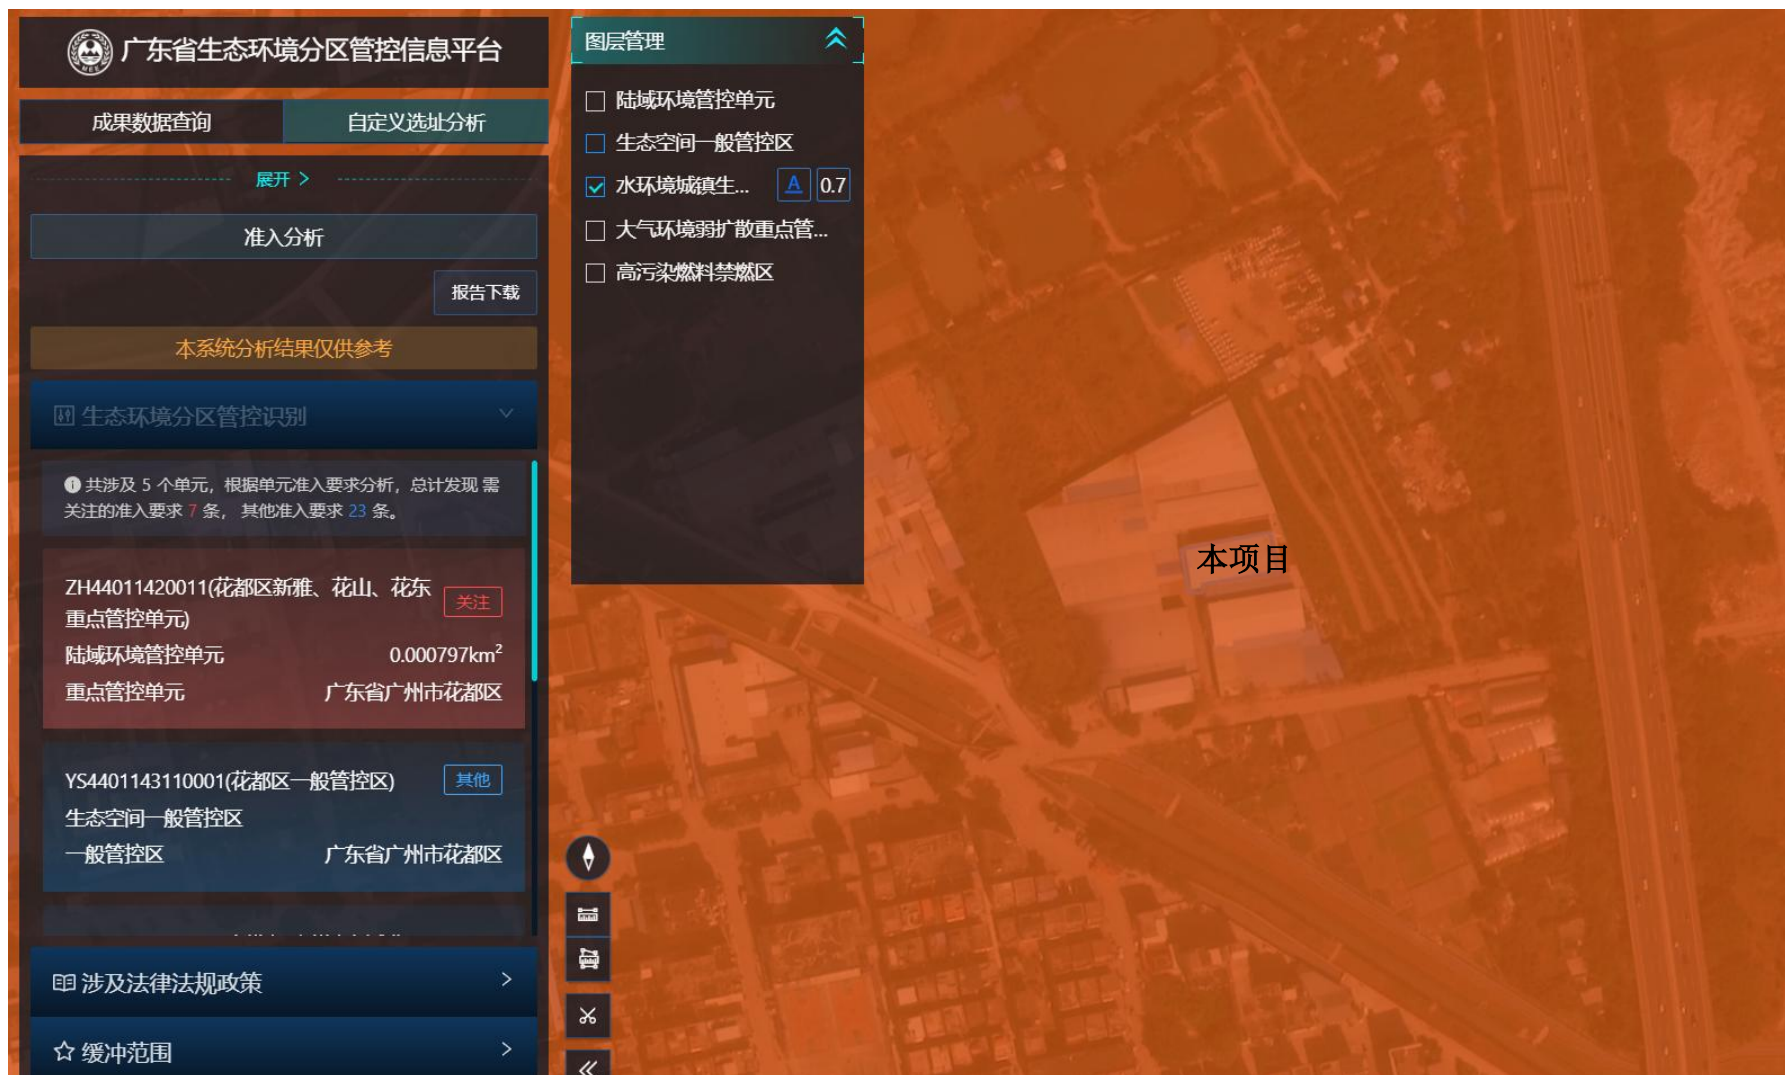 广东省生态环境分区管控信息平台
成果数据查询
自定义选址分析
展开 >
准入分析
报告下载
本系统分析结果仅供参考
生态环境分区管控识别
共涉及 5 个单元，根据单元准入要求分析，总计发现 需
关注的准入要求 7 条， 其他准入要求 23 条。
ZH44011420011(花都区新雅、花山、花东
重点管控单元)
关注
陆域环境管控单元
0.000797km²
重点管控单元
广东省广州市花都区
YS4401143110001(花都区一般管控区)
其他
生态空间一般管控区
一般管控区
广东省广州市花都区
涉及法律法规政策
缓冲范围
图层管理
陆域环境管控单元
生态空间一般管控区
水环境城镇生...
A
0.7
大气环境弱扩散重点管...
高污染燃料禁燃区
本项目